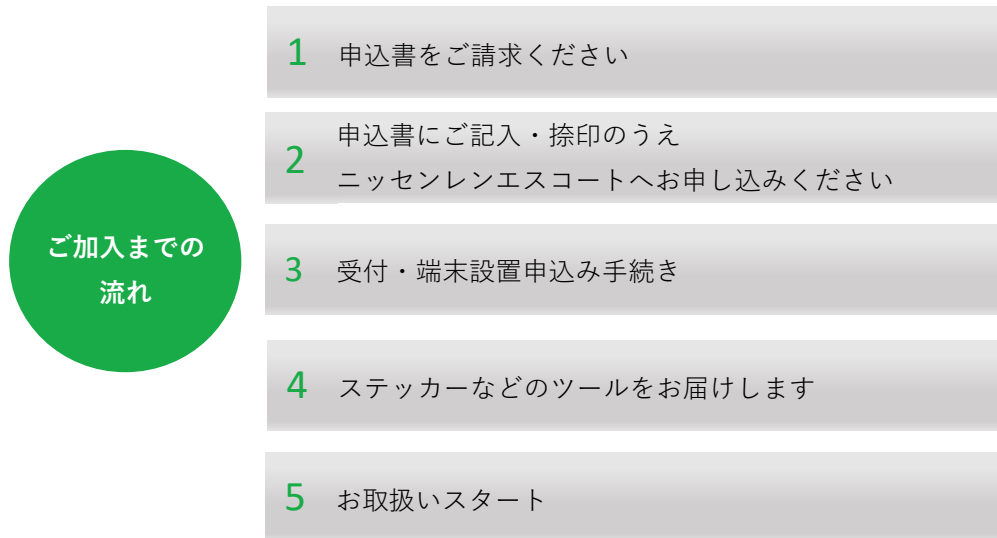 ご加入までの
流れ
1 申込書をご請求ください
2 申込書にご記入・捺印のうえ
ニッセンレンエスコートへお申し込みください
3 受付・端末設置申込み手続き
4 ステッカーなどのツールをお届けします
5 お取扱いスタート